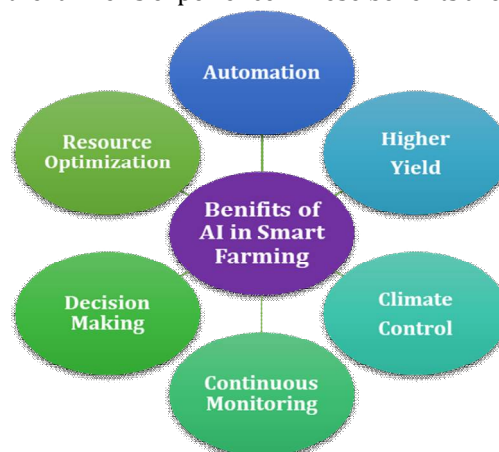 Automation
Resource
Optimization
Higher
Yield
Benifits of
AI in Smart
Farming
Decision
Making
Climate
Control
Continuous
Monitoring